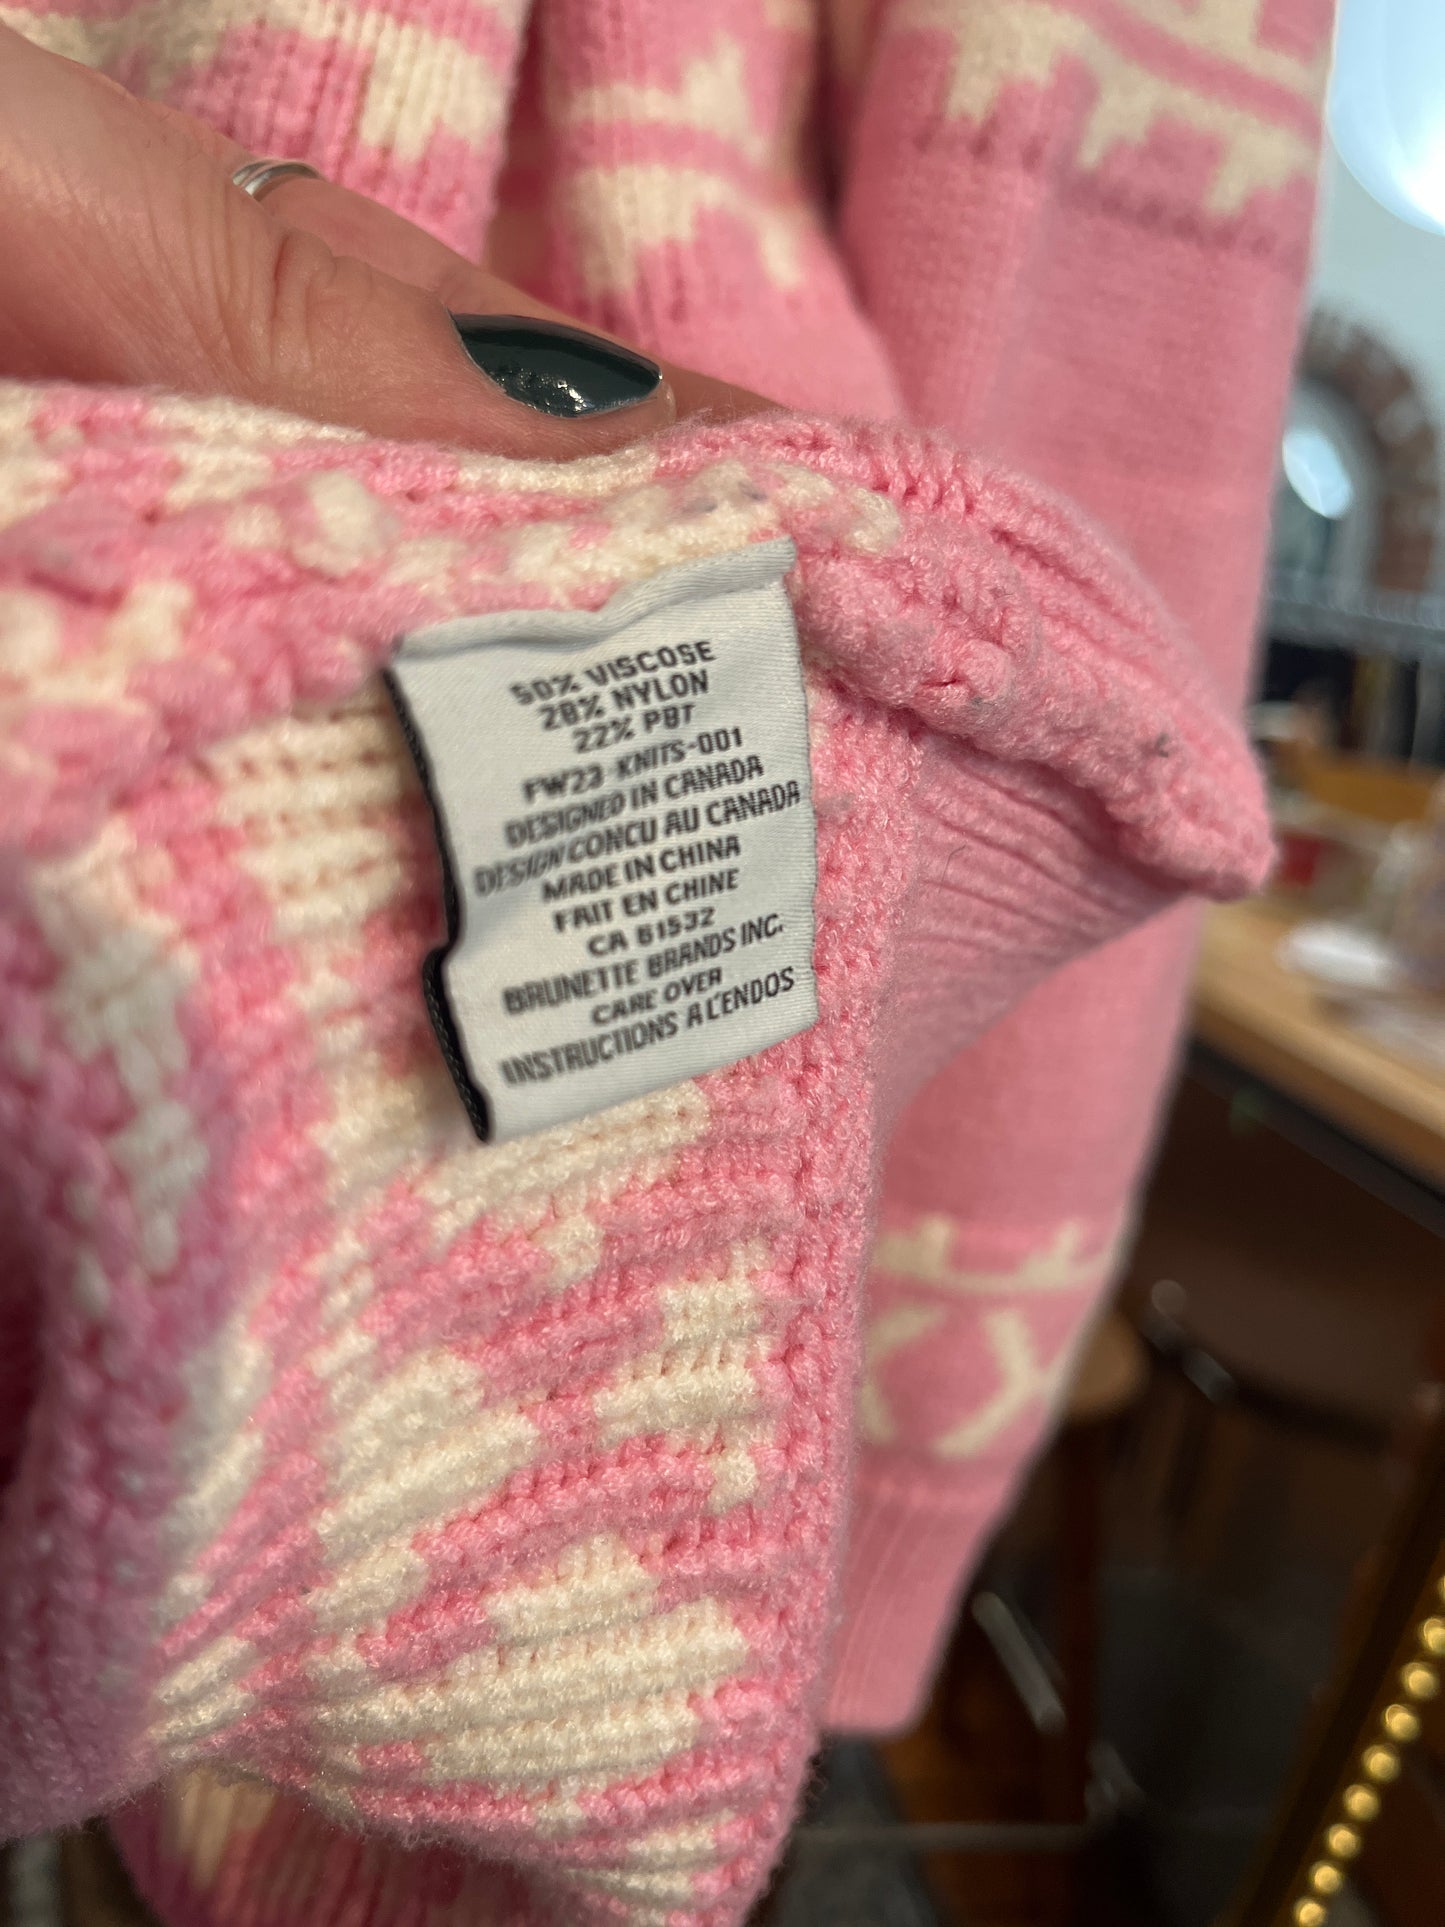 50% VISCOSE
28% NYLON
22% PBT
FW23-KNITS-001
DESIGNED IN CANADA
DESIGN CONCU AU CANADA
MADE IN CHINA
FAIT EN CHINE
CA 61532
BRUNETTE BRANDS INC.
CARE OVER
INSTRUCTIONS A L'ENDOS